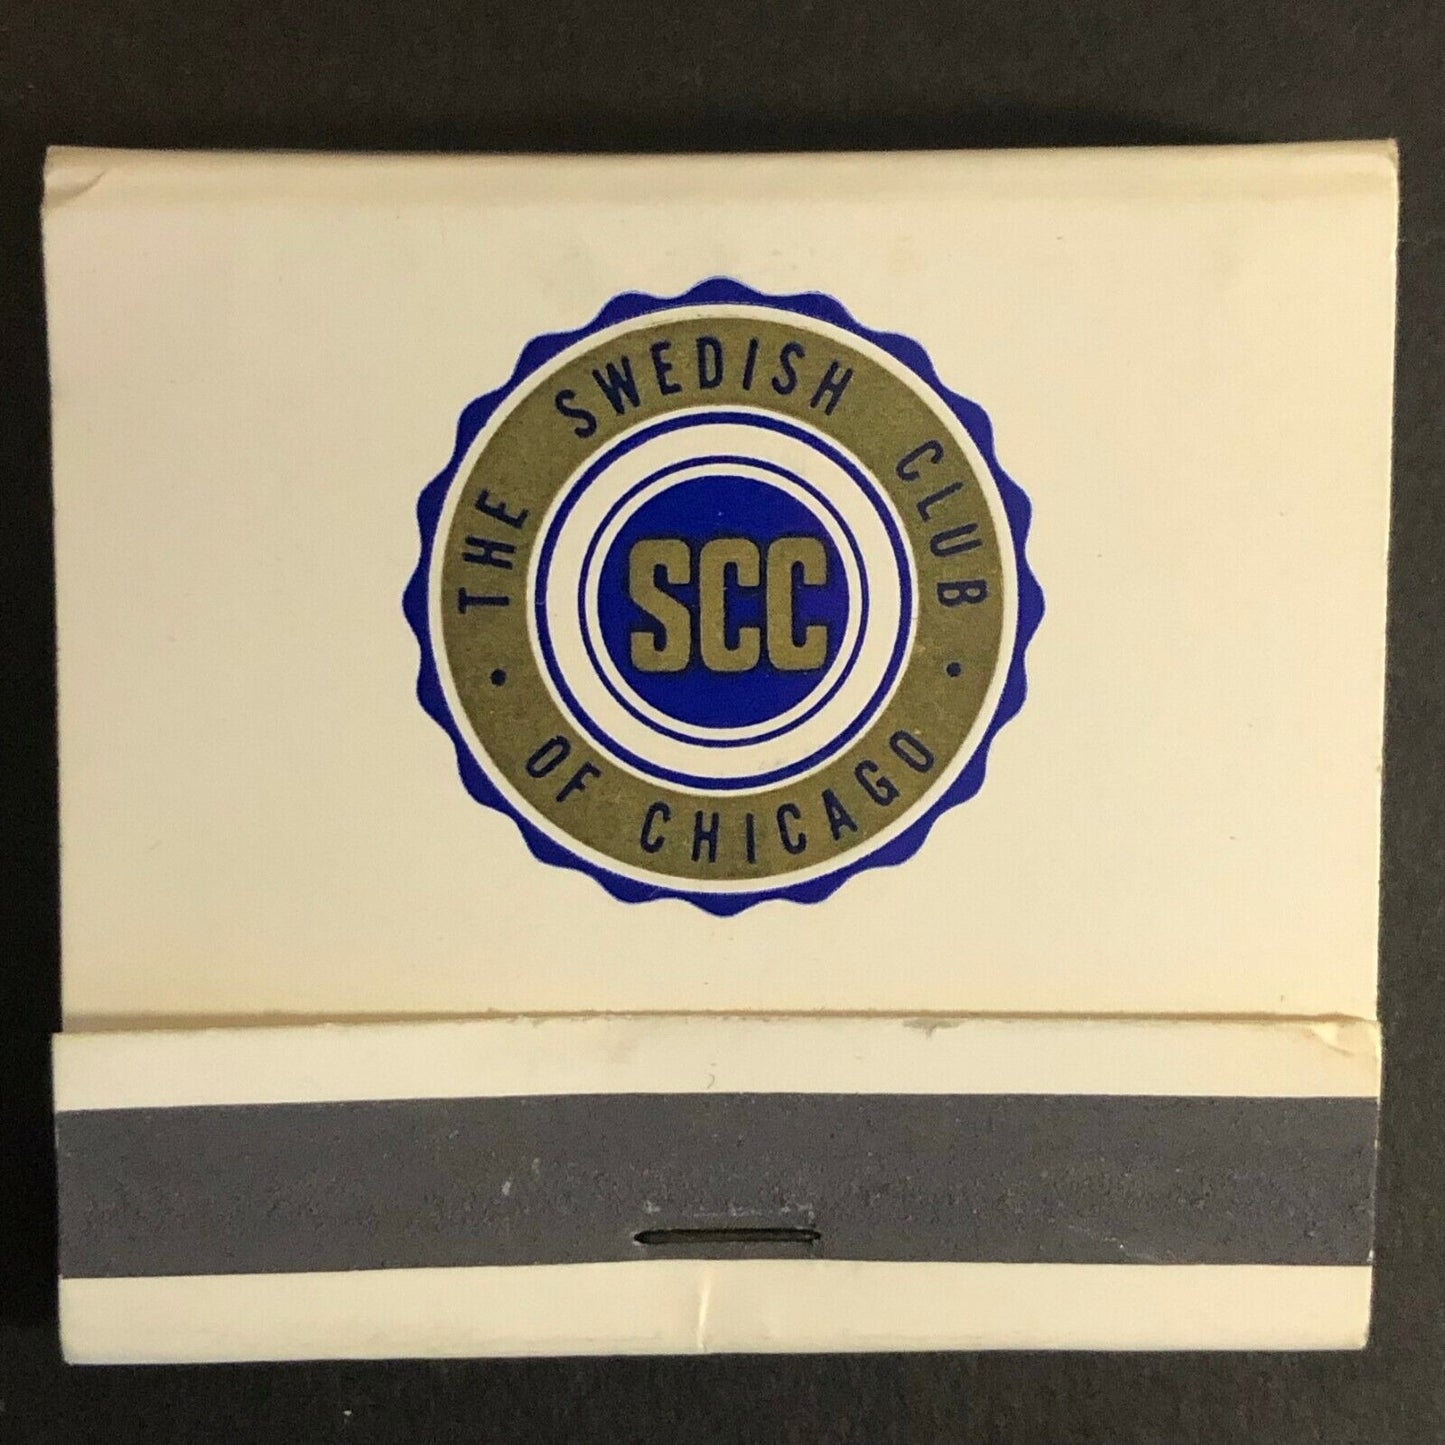 THE SWEDISH CLUB
• OF CHICAGO •
SCC